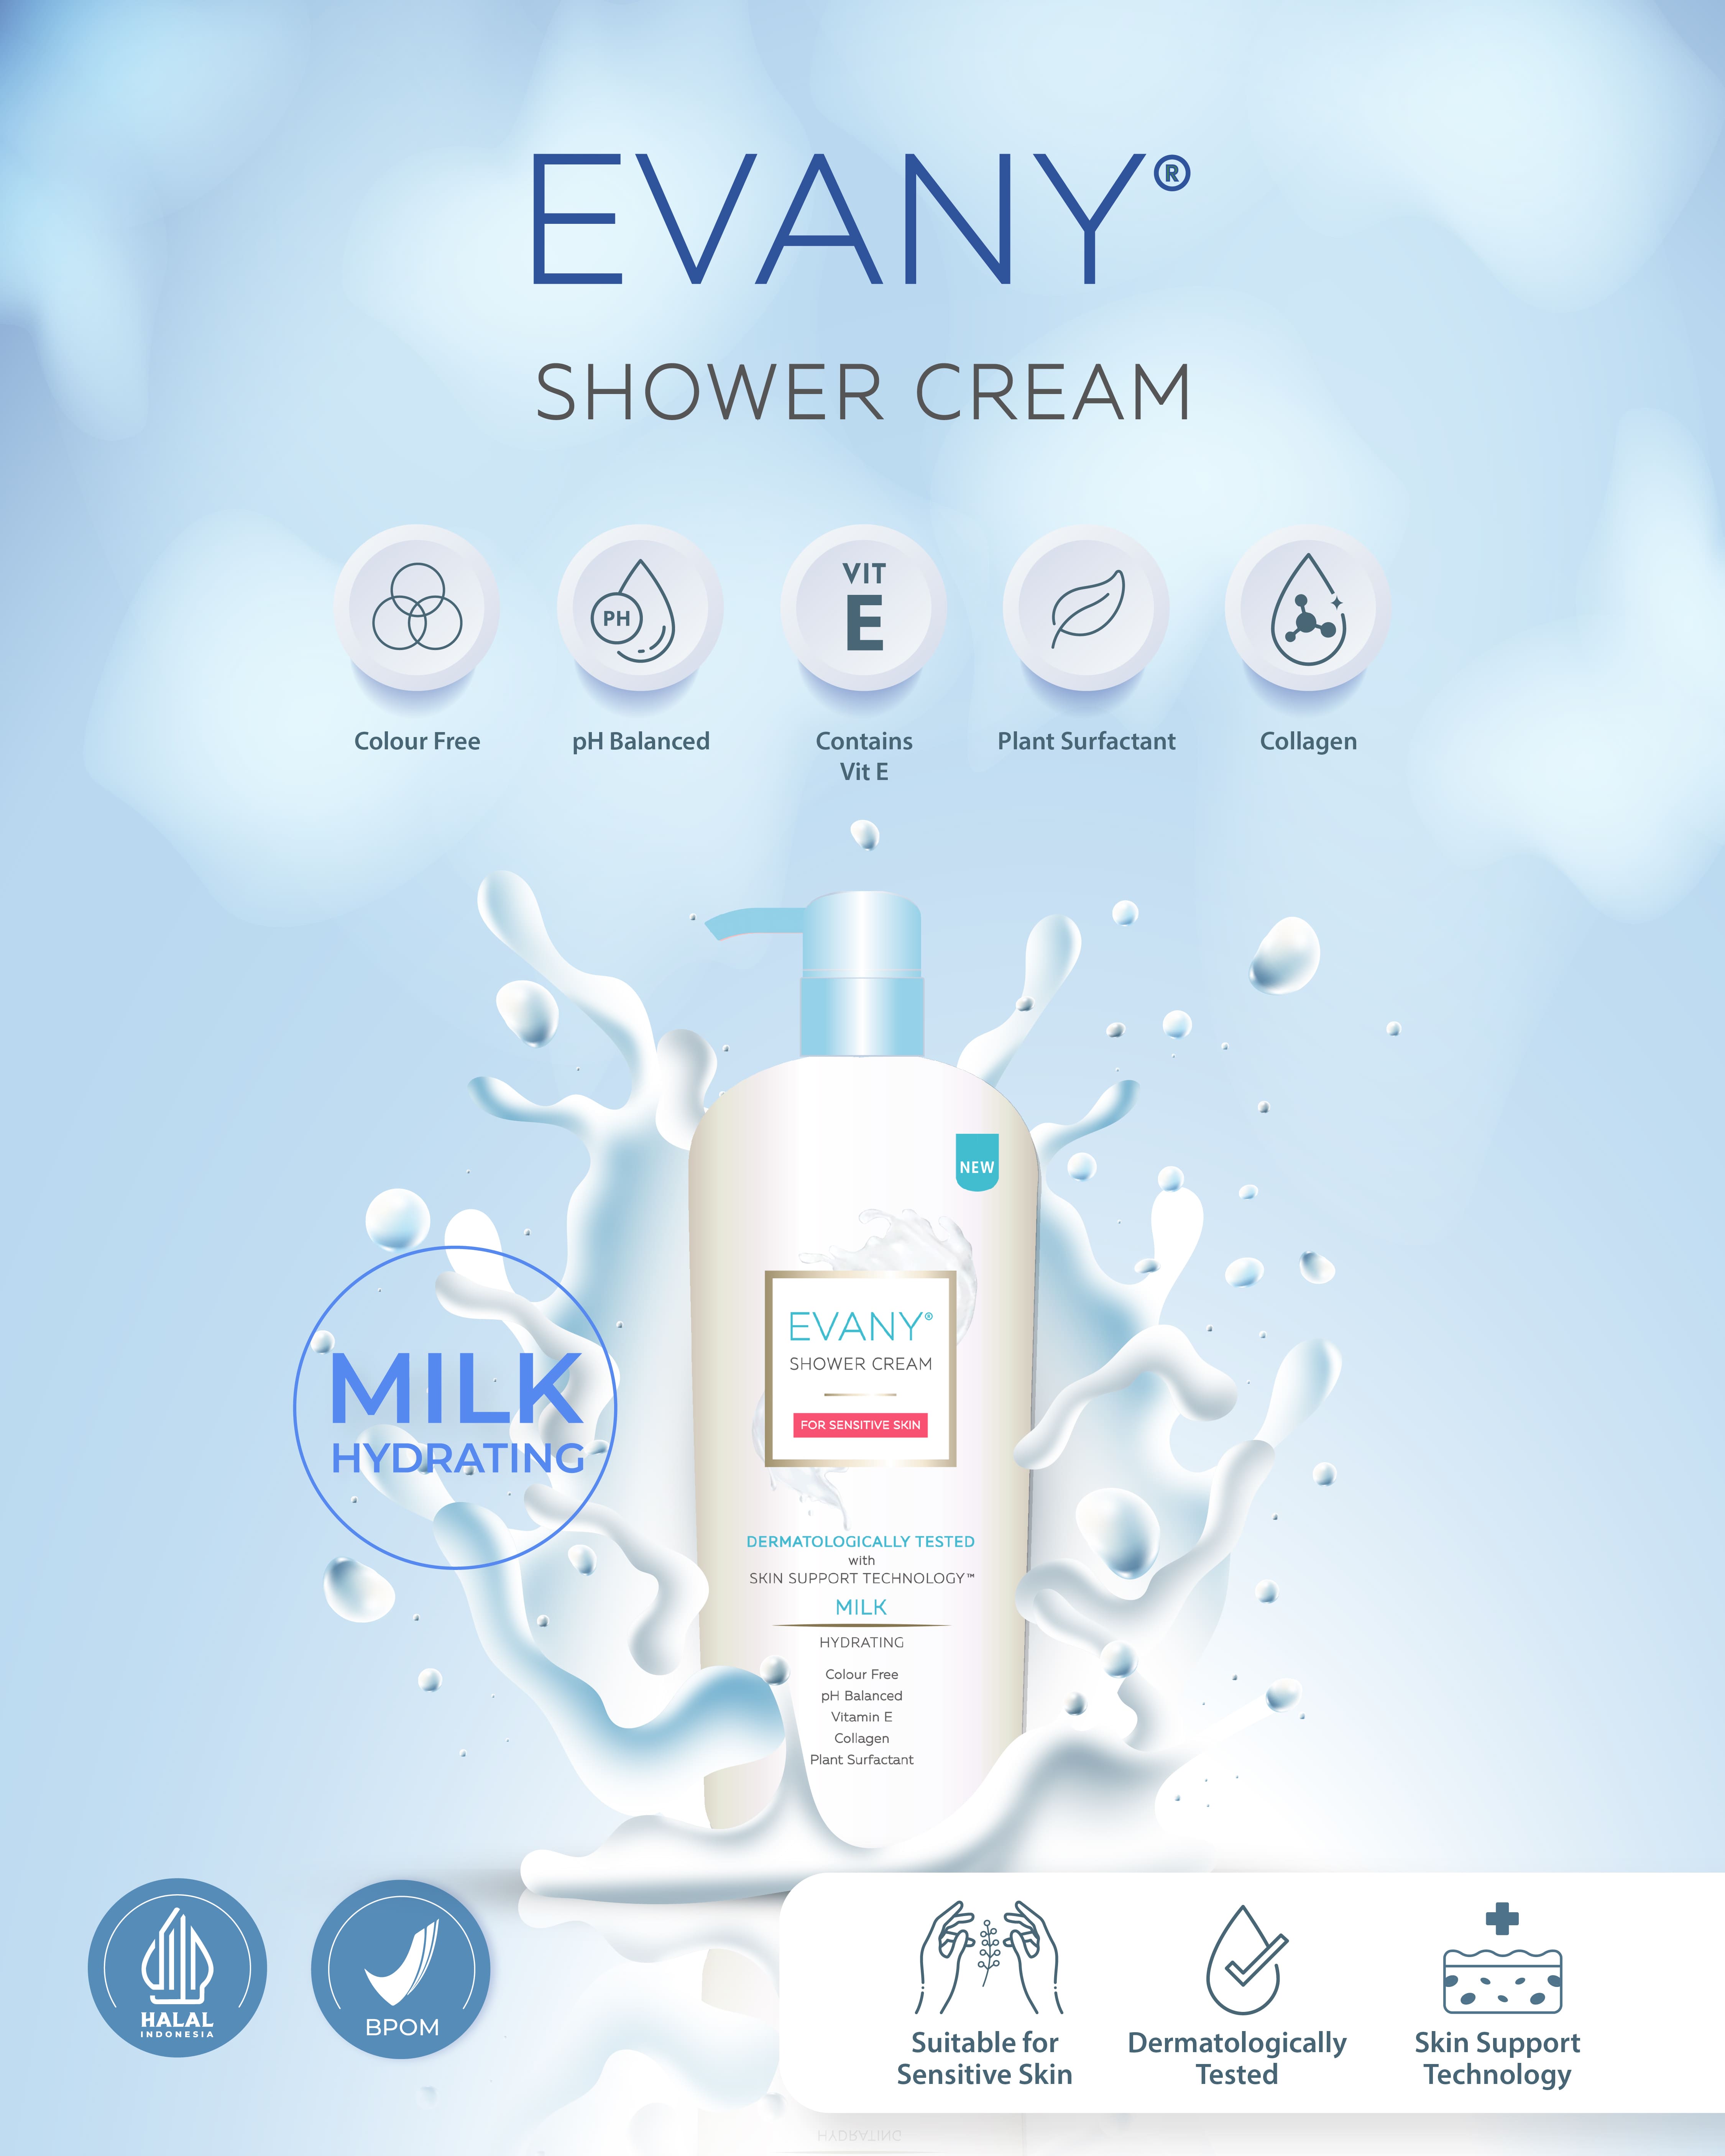 EVANY®
SHOWER CREAM
PH
VIT
E
Colour Free
pH Balanced
Contains
Vit E
Plant Surfactant
Collagen
NEW
EVANY®
SHOWER CREAM
FOR SENSITIVE SKIN
MILK
HYDRATING
DERMATOLOGICALLY TESTED
with
SKIN SUPPORT TECHNOLOGY™
MILK
HYDRATING
Colour Free
pH Balanced
Vitamin E
Collagen
Plant Surfactant
HALAL
INDONESIA
BPOM
Suitable for
Sensitive Skin
Dermatologically
Tested
Skin Support
Technology
HYDRATING